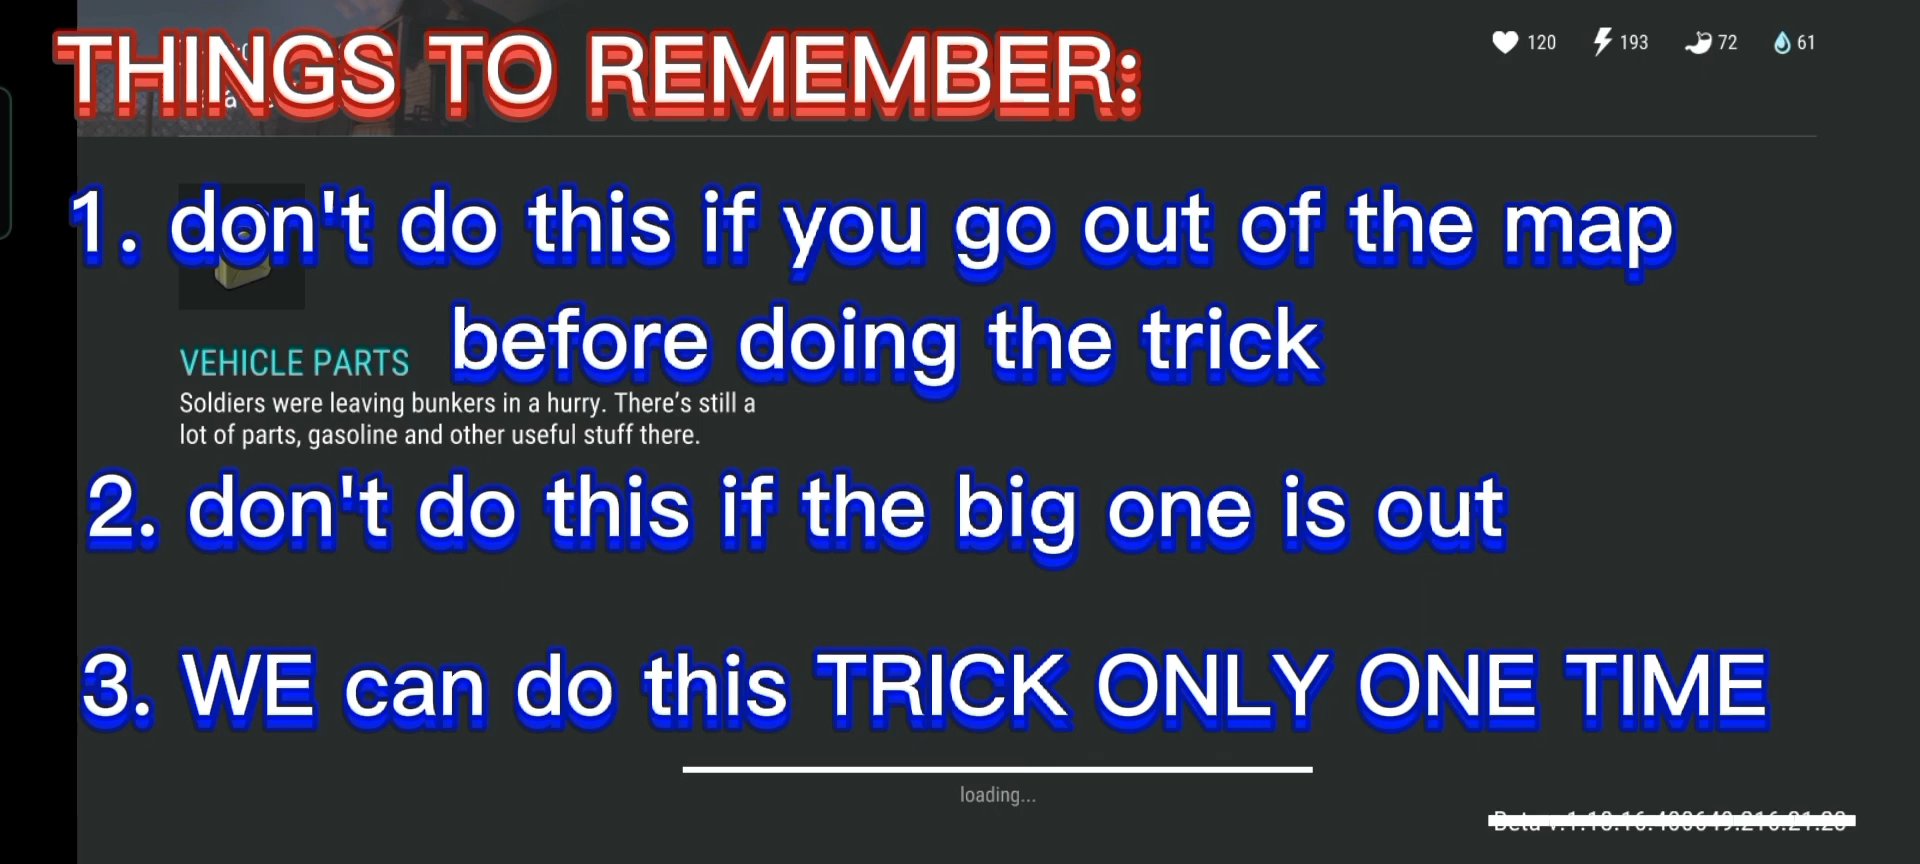 THINGS TO REMEMBER:
120 193 72 61
1. don't do this if you go out of the map
before doing the trick
VEHICLE PARTS
Soldiers were leaving bunkers in a hurry. There's still a
lot of parts, gasoline and other useful stuff there.
2. don't do this if the big one is out
3. WE can do this TRICK ONLY ONE TIME
loading...